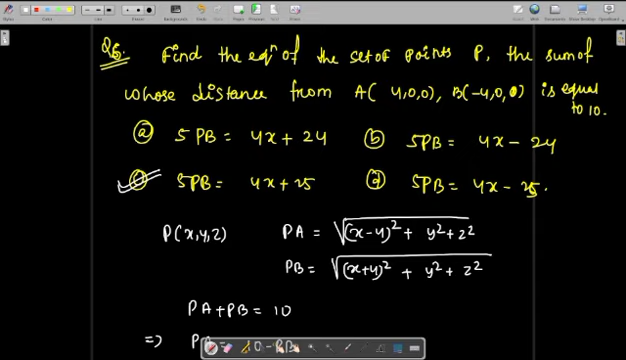 Q5. Find the eqⁿ of the set of points P, the sum of
whose distance from A( 4,0,0), B(-4,0,0) is equal
to 10.
(a) 5PB = 4x + 24 (b) 5PB = 4x - 24
5PB = 4x + 25 (d) 5PB = 4x - 25.
P(x,y,z) PA = √((x-4)² + y² + z²)
PB = √((x+4)² + y² + z²)
PA + PB = 10
=>